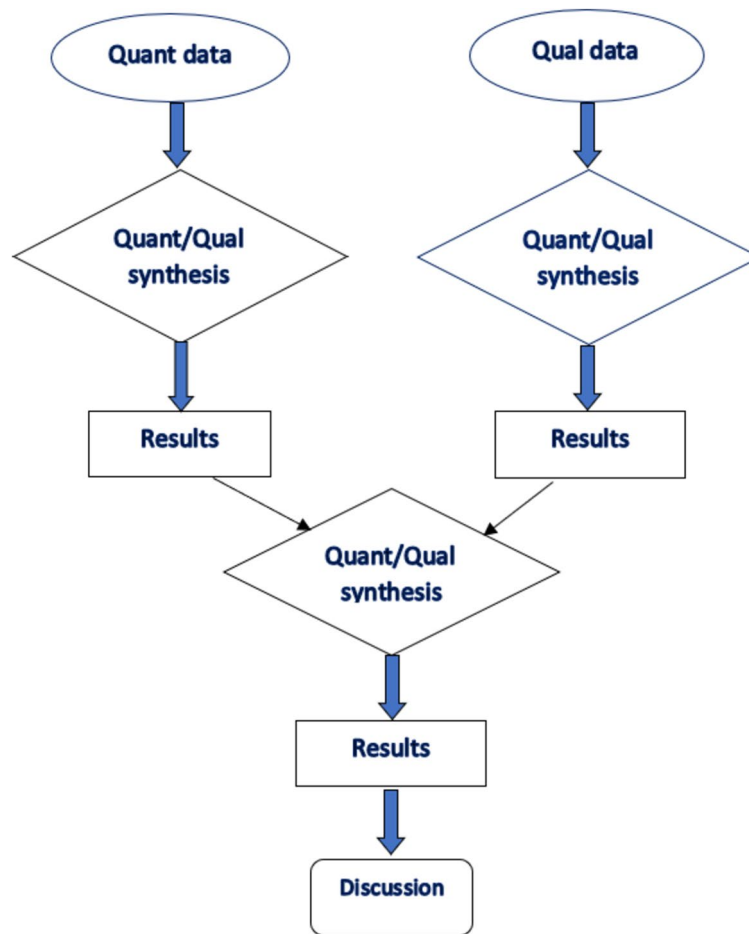 Quant data
Qual data
Quant/Qual
synthesis
Quant/Qual
synthesis
Results
Results
Quant/Qual
synthesis
Results
Discussion